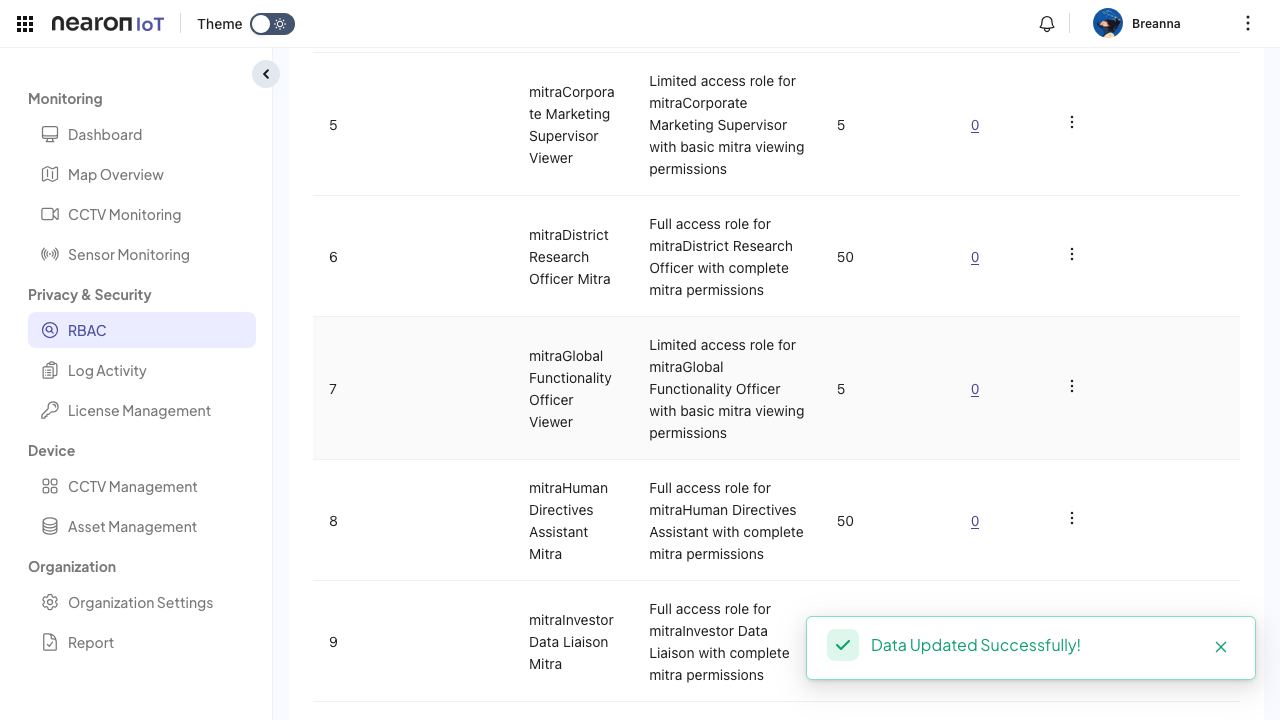 nearon IoT
Theme
Breanna
Monitoring
Dashboard
Map Overview
CCTV Monitoring
Sensor Monitoring
Privacy & Security
RBAC
Log Activity
License Management
Device
CCTV Management
Asset Management
Organization
Organization Settings
Report
5
mitraCorpora
te Marketing
Supervisor
Viewer
Limited access role for
mitraCorporate
Marketing Supervisor
with basic mitra viewing
permissions
5
0
6
mitraDistrict
Research
Officer Mitra
Full access role for
mitraDistrict Research
Officer with complete
mitra permissions
50
0
7
mitraGlobal
Functionality
Officer
Viewer
Limited access role for
mitraGlobal
Functionality Officer
with basic mitra viewing
permissions
5
0
8
mitraHuman
Directives
Assistant
Mitra
Full access role for
mitraHuman Directives
Assistant with complete
mitra permissions
50
0
9
mitraInvestor
Data Liaison
Mitra
Full access role for
mitraInvestor Data
Liaison with complete
mitra permissions
Data Updated Successfully!